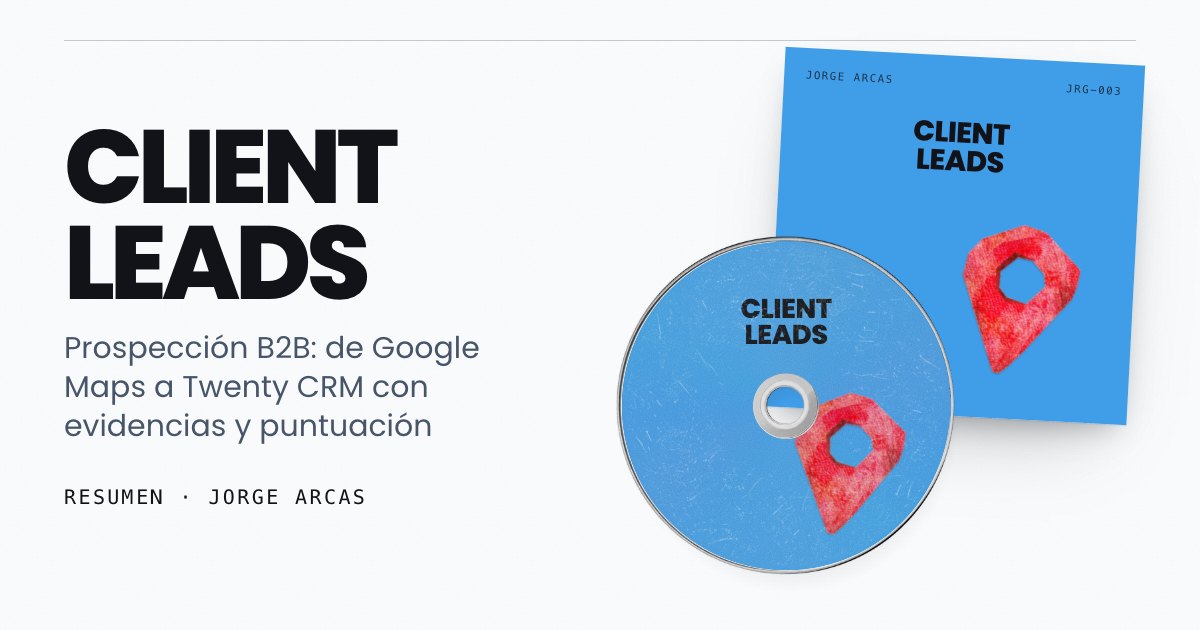 CLIENT
LEADS
Prospección B2B: de Google
Maps a Twenty CRM con
evidencias y puntuación
RESUMEN · JORGE ARCAS
JORGE ARCAS
JRG—003
CLIENT
LEADS
CLIENT
LEADS